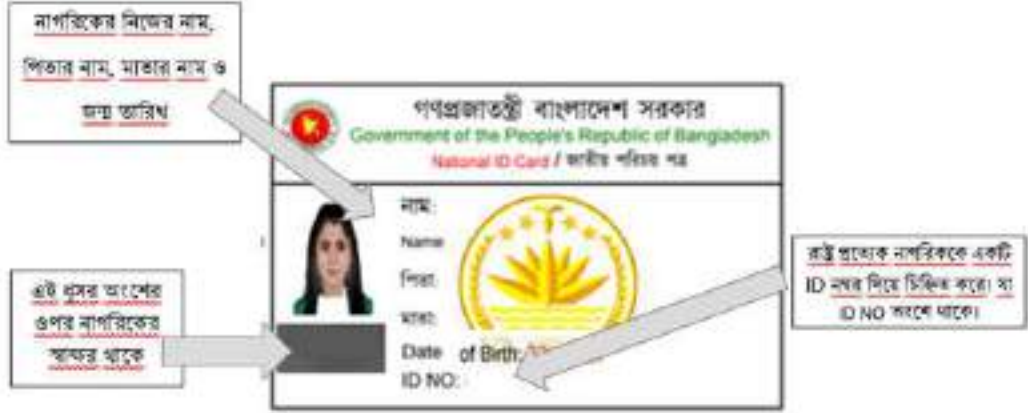 নাগরিকের নিজের নাম,
পিতার নাম, মাতার নাম ও
জন্ম তারিখ
গণপ্রজাতন্ত্রী বাংলাদেশ সরকার
Government of the People's Republic of Bangladesh
National ID Card / জাতীয় পরিচয় পত্র
নাম:
Name
পিতা:
মাতা:
Date of Birth:
ID NO:
এই ধূসর অংশের
ওপর নাগরিকের
স্বাক্ষর থাকে
রাষ্ট্র প্রত্যেক নাগরিককে একটি
ID নম্বর দিয়ে চিহ্নিত করে। যা
ID NO অংশে থাকে।